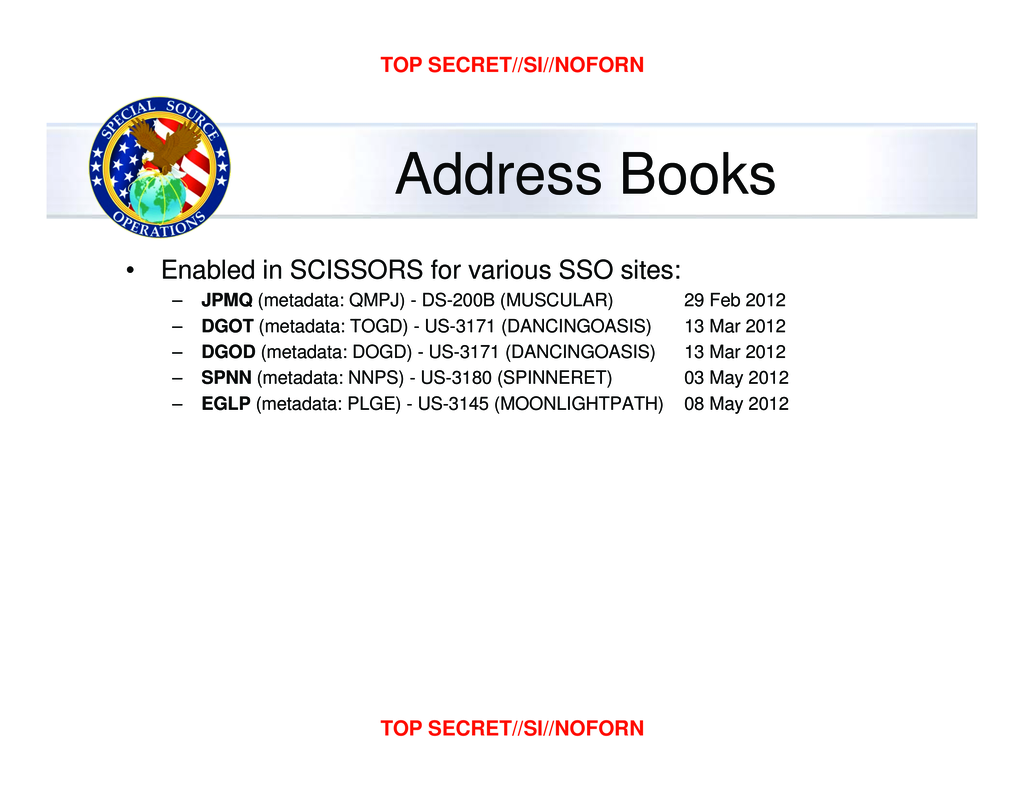 TOP SECRET//SI//NOFORN
SPECIAL SOURCE
OPERATIONS
Address Books
• Enabled in SCISSORS for various SSO sites:
– JPMQ (metadata: QMPJ) - DS-200B (MUSCULAR) 29 Feb 2012
– DGOT (metadata: TOGD) - US-3171 (DANCINGOASIS) 13 Mar 2012
– DGOD (metadata: DOGD) - US-3171 (DANCINGOASIS) 13 Mar 2012
– SPNN (metadata: NNPS) - US-3180 (SPINNERET) 03 May 2012
– EGLP (metadata: PLGE) - US-3145 (MOONLIGHTPATH) 08 May 2012
TOP SECRET//SI//NOFORN